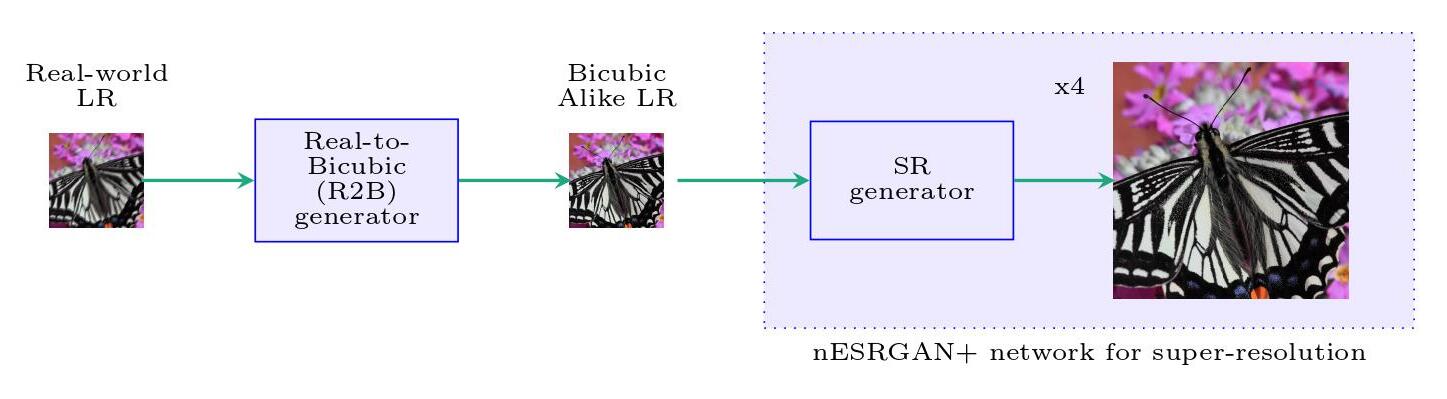 Real-world
LR
Real-to-
Bicubic
(R2B)
generator
Bicubic
Alike LR
SR
generator
x4
nESRGAN+ network for super-resolution